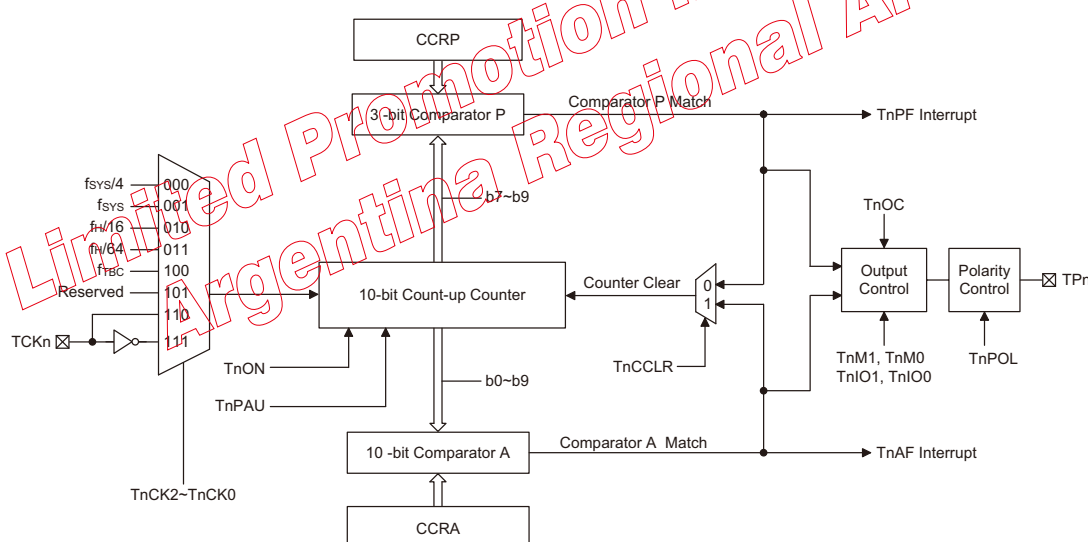 CCRP
3 -bit Comparator P
Comparator P Match
TnPF Interrupt
b7~b9
fSYS/4
fSYS
fH/16
fH/64
fTBC
Reserved
TCKn
000
001
010
011
100
101
110
111
TnCK2~TnCK0
10-bit Count-up Counter
Counter Clear
0
1
TnCCLR
TnON
TnPAU
b0~b9
TnOC
Output
Control
Polarity
Control
TPn
TnM1, TnM0
TnIO1, TnIO0
TnPOL
10 -bit Comparator A
Comparator A Match
TnAF Interrupt
CCRA
Limited Promotion
Argentina Regional